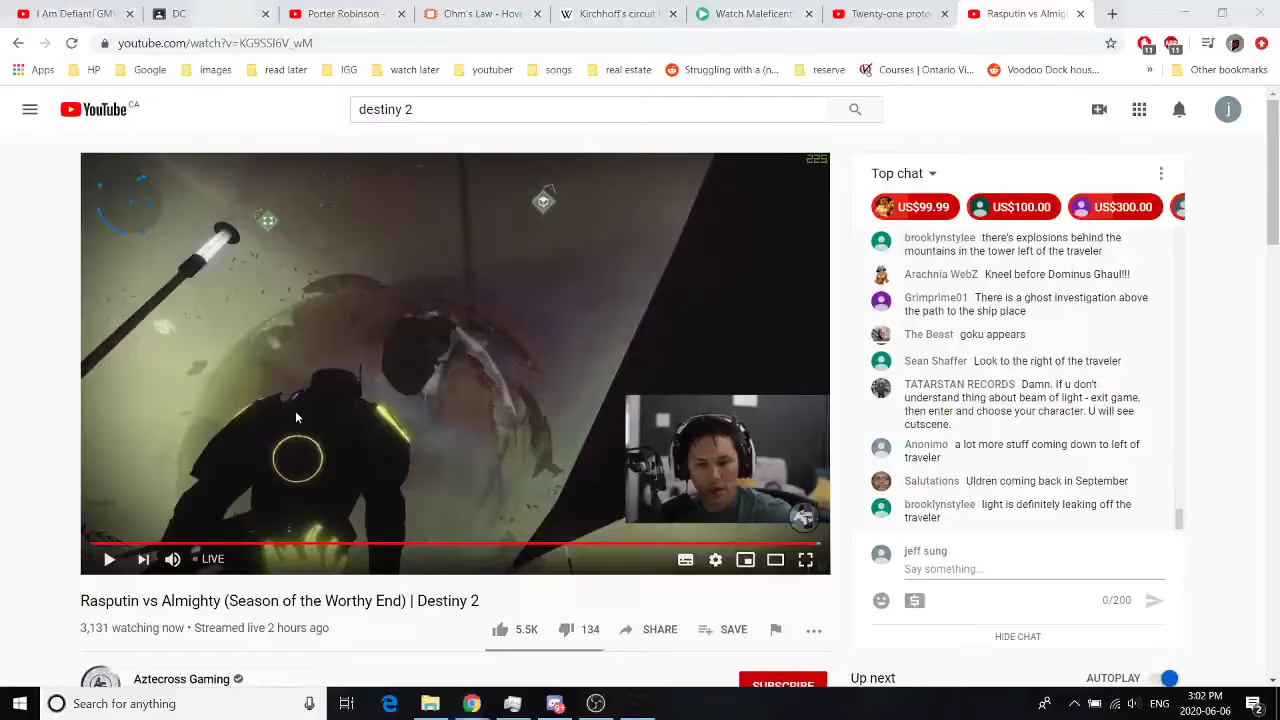 I Am Defiant[GMV
DC
Porter Robinson -
Ohm's Law - How
Kirchhoff's circuit
Watch Maleficent:
Twenty-one proto
Rasputin vs Almigh
youtube.com/watch?v=KG9SSl6V_wM
11
11
Apps
HP
Google
images
read later
IGG
watch later
youtuber
songs
real estate
Struggling with a (n...
reserve
Courses | Ontario Vi...
Voodoo Dock hous...
»
Other bookmarks
YouTube CA
destiny 2
j
225
Top chat
US$99.99
US$100.00
US$300.00
brooklynstylee there's explosions behind the
mountains in the tower left of the traveler
Arachnia WebZ Kneel before Dominus Ghaul!!!
Grimprlme01 There is a ghost investigation above
the path to the ship place
The Beast goku appears
Sean Shaffer Look to the right of the traveler
TATARSTAN RECORDS Damn. If u don't
understand thing about beam of light - exit game,
then enter and choose your character. U will see
cutscene.
Anonimo a lot more stuff coming down to left of
traveler
Salutations Uldren coming back in September
brooklynstylee light is definitely leaking off the
traveler
LIVE
jeff sung
Say something...
0/200
HIDE CHAT
Rasputin vs Almighty (Season of the Worthy End) | Destiny 2
3,131 watching now • Streamed live 2 hours ago
5.5K
134
SHARE
SAVE
Aztecross Gaming
SUBSCRIBE
Up next
AUTOPLAY
Search for anything
ENG
3:02 PM
2020-06-06
2